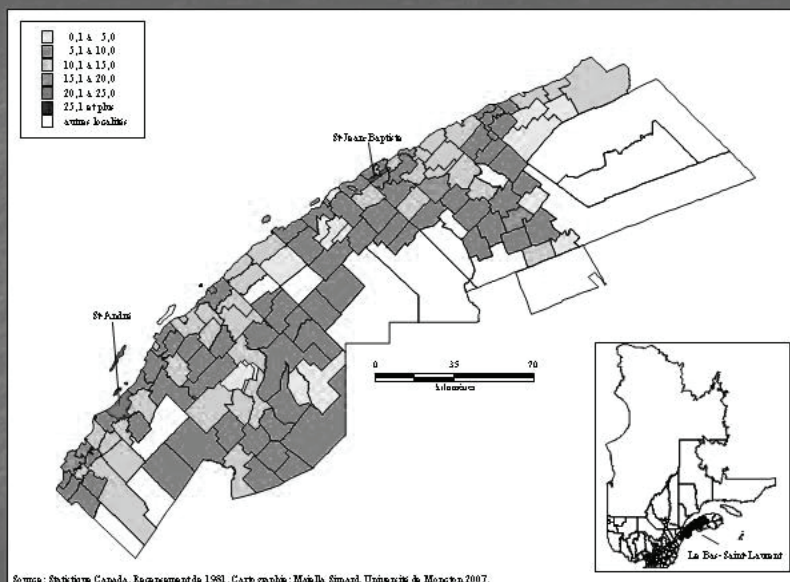 0,1 à 5,0
5,1 à 10,0
10,1 à 15,0
15,1 à 20,0
20,1 à 25,0
25,1 et plus
autres localités
St-Jean-Baptiste
St-André
0 35 70
kilomètres
Le Bas-Saint-Laurent
Source: Statistique Canada, Recensement de 1981. Cartographie: Majella Simard, Université de Moncton 2007.